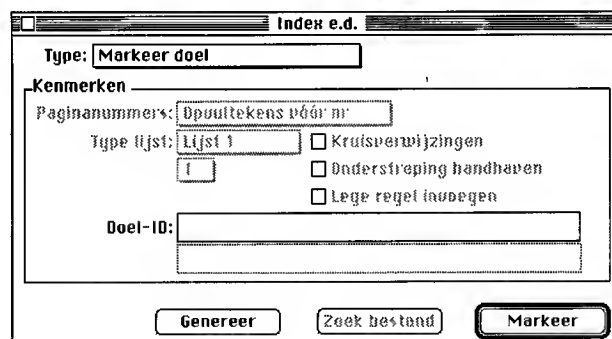 Index e.d.
Type: Markeer doel
Kenmerken
Paginanummers: Opvultekens vóór nr
Type lijst: Lijst 1
Kruisverwijzingen
1
Onderstreping handhaven
Lege regel invoegen
Doel-ID:
Genereer
Zoek bestand
Markeer